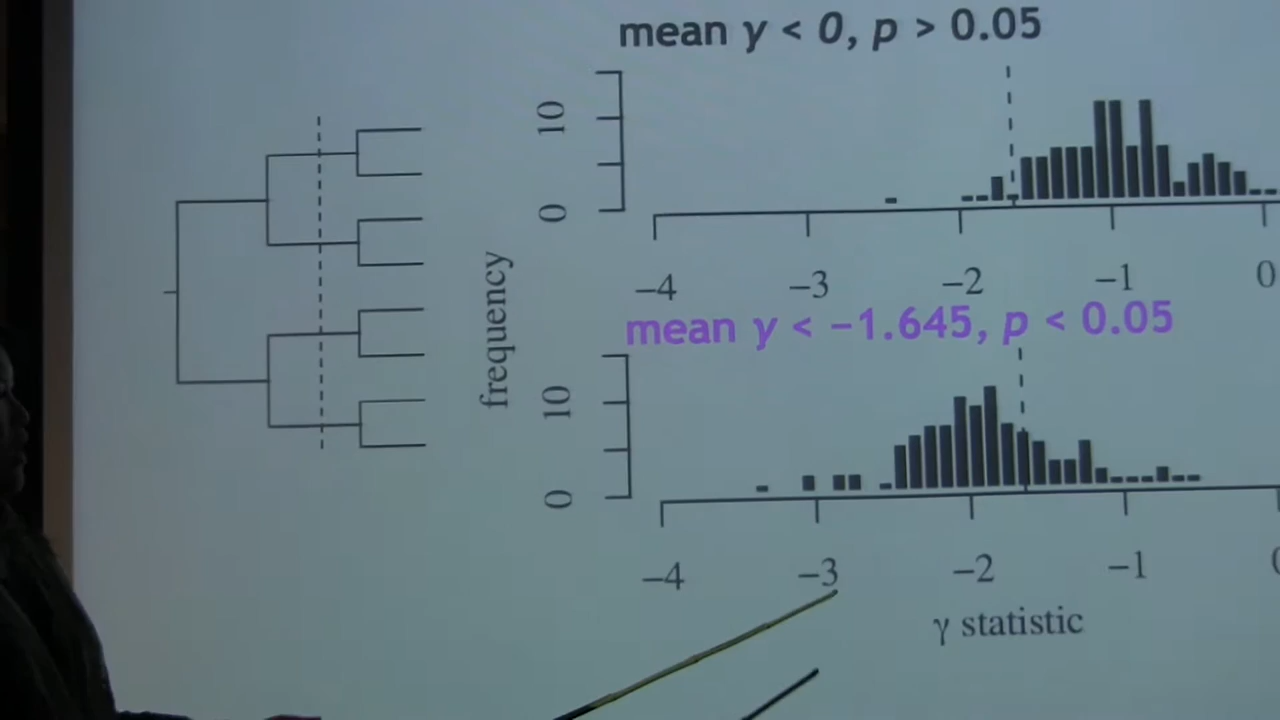 mean γ < 0, p > 0.05
10
0
−4 −3 −2 −1 0
mean γ < −1.645, p < 0.05
frequency
10
0
−4 −3 −2 −1
γ statistic